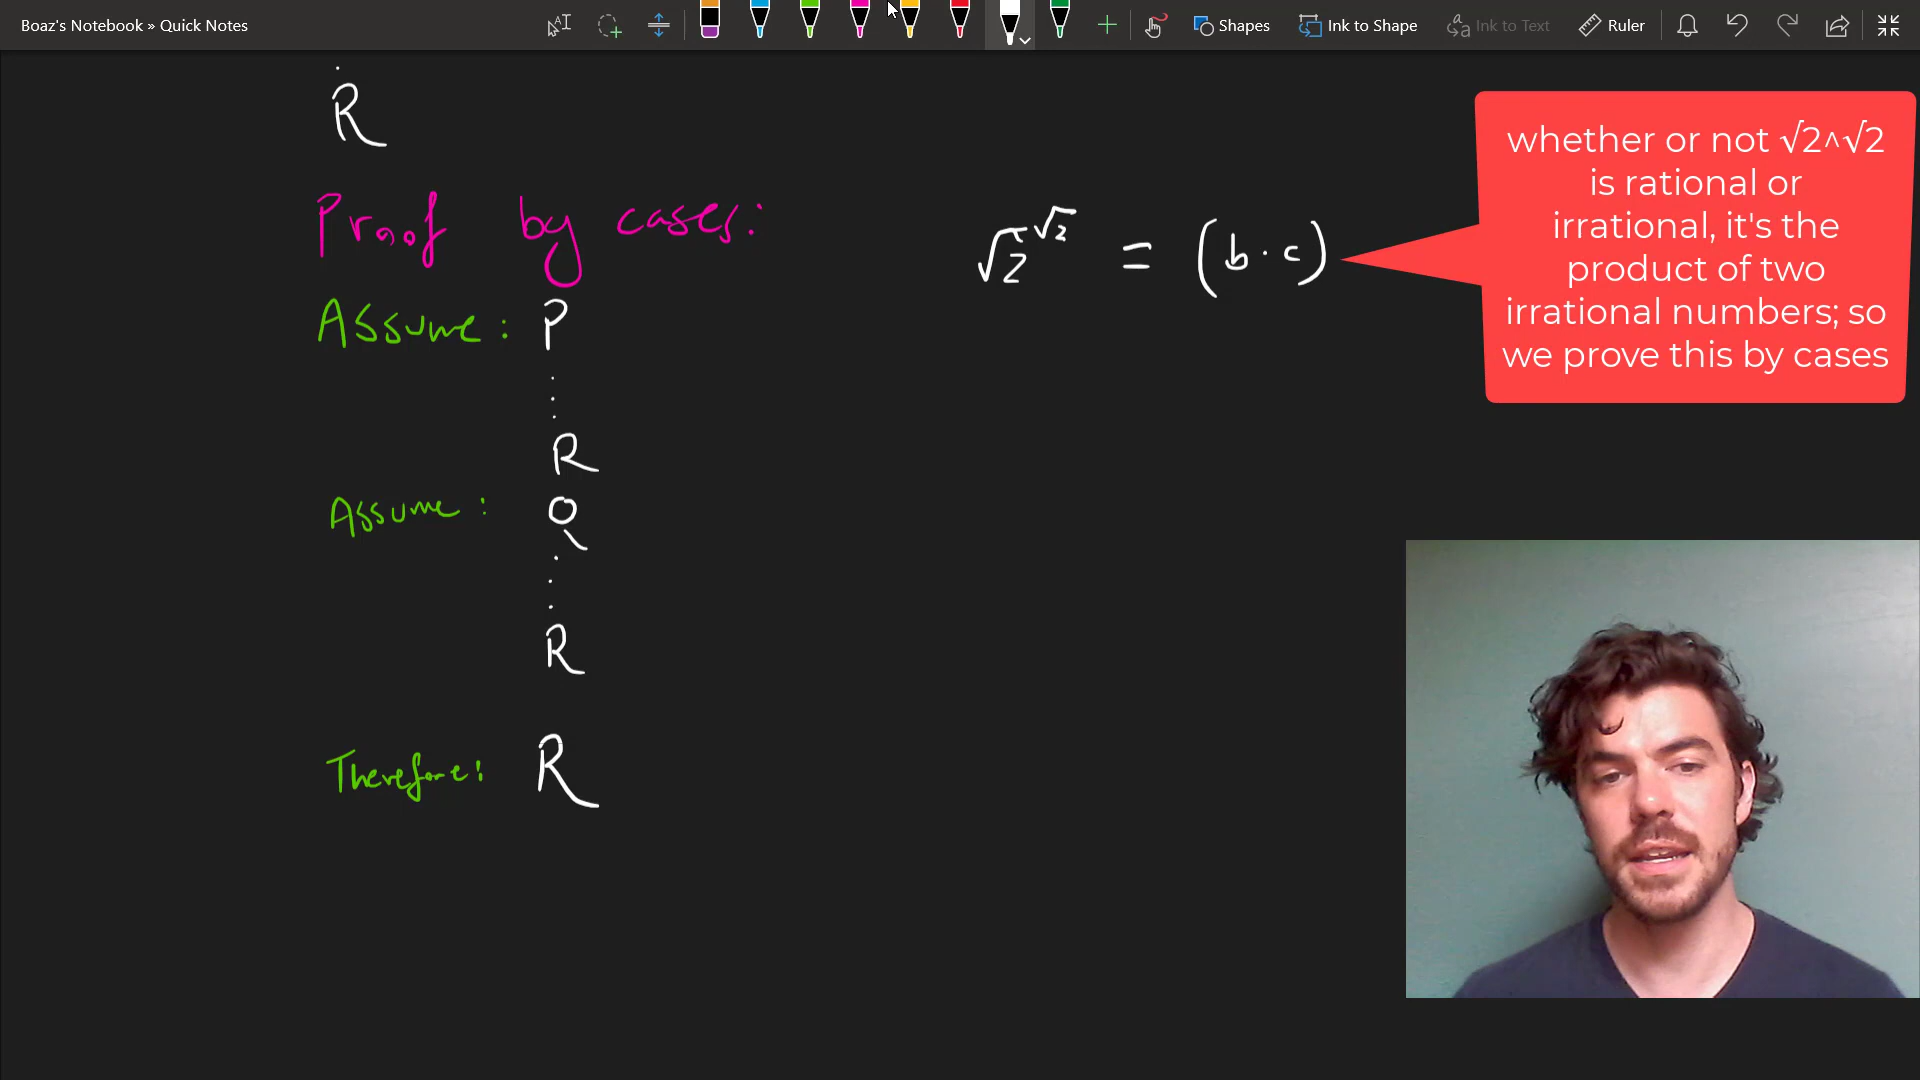 Boaz's Notebook » Quick Notes
Shapes
Ink to Shape
Ink to Text
Ruler
R
Proof by cases:
Assume: P
R
Assume: Q
R
Therefore: R
√2^√2 = (b · c)
whether or not √2^√2
is rational or
irrational, it's the
product of two
irrational numbers; so
we prove this by cases